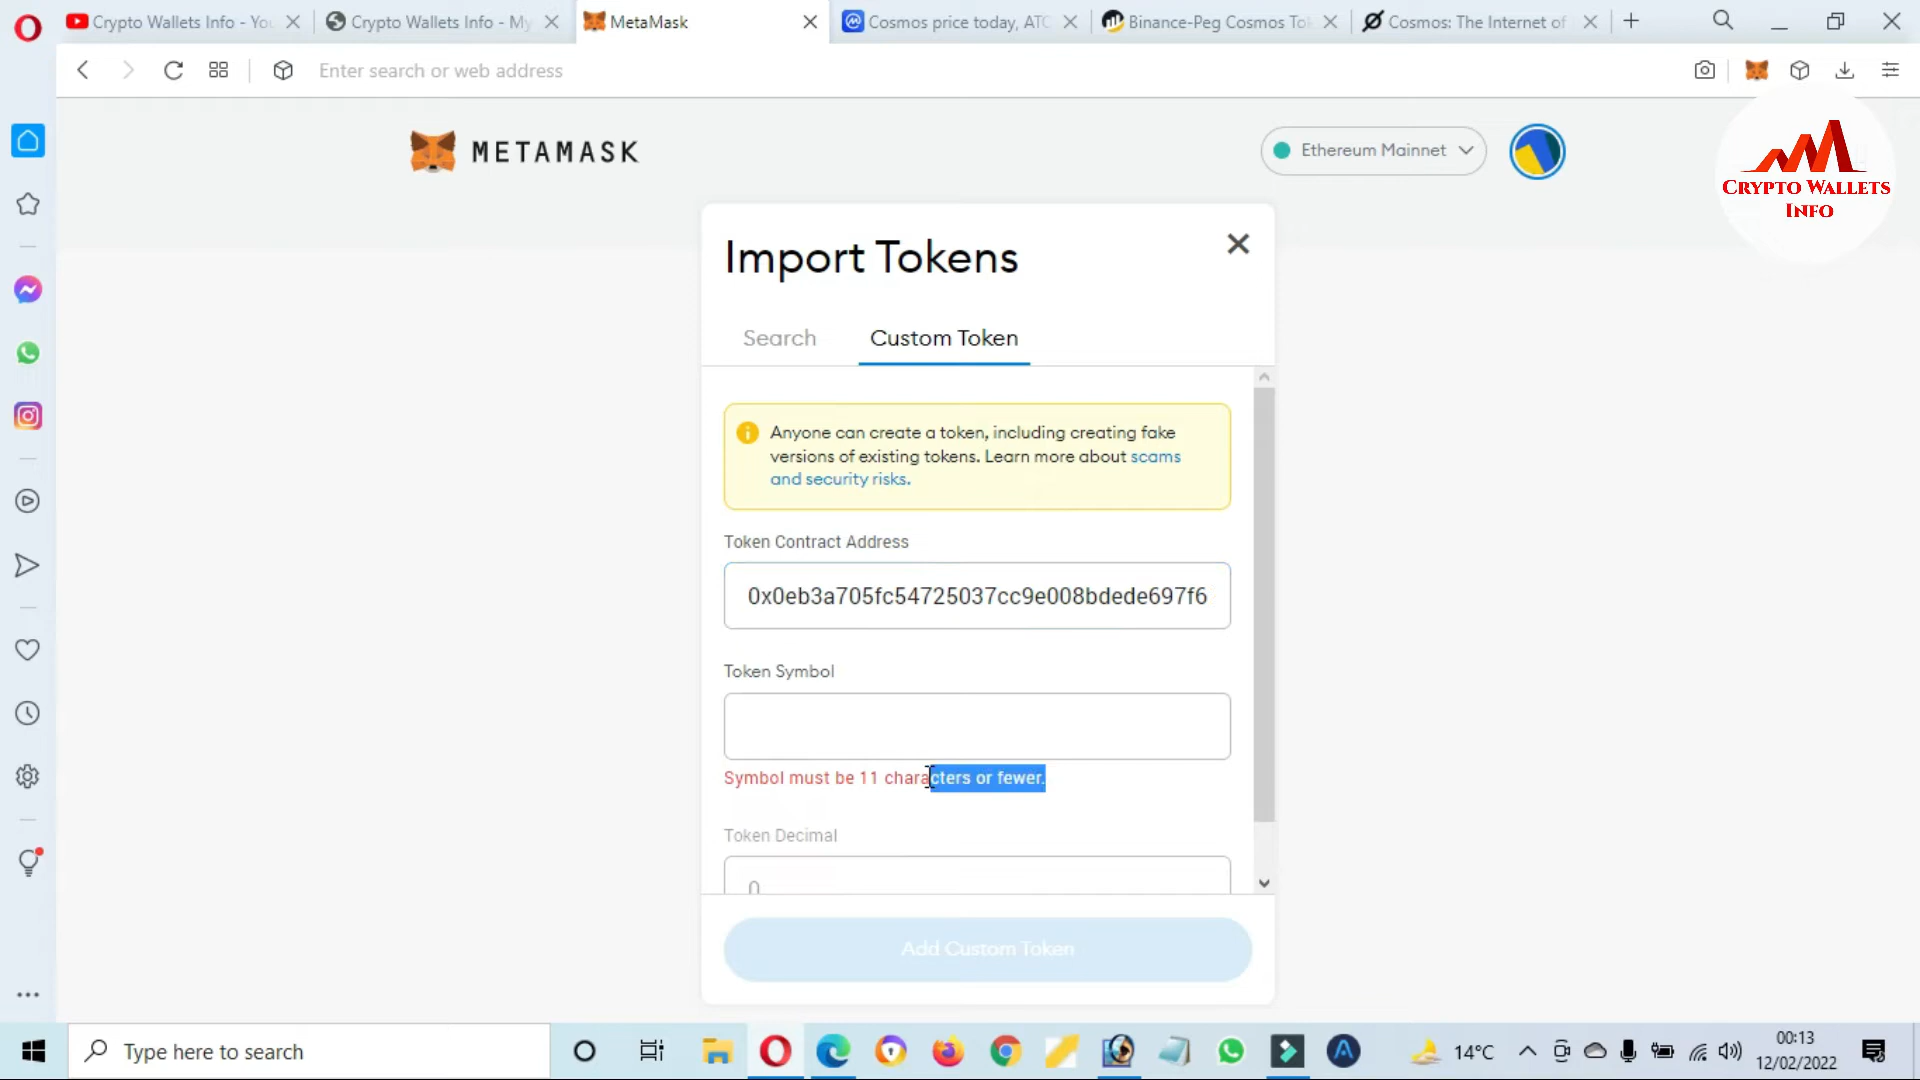 Crypto Wallets Info - You
Crypto Wallets Info - My
MetaMask
Cosmos price today, ATO
Binance-Peg Cosmos To
Cosmos: The Internet of
Enter search or web address
METAMASK
Ethereum Mainnet
CRYPTO WALLETS
INFO
Import Tokens
Search
Custom Token
Anyone can create a token, including creating fake
versions of existing tokens. Learn more about scams
and security risks.
Token Contract Address
0x0eb3a705fc54725037cc9e008bdede697f6
Token Symbol
Symbol must be 11 characters or fewer.
Token Decimal
0
Add Custom Token
Type here to search
14°C
00:13
12/02/2022